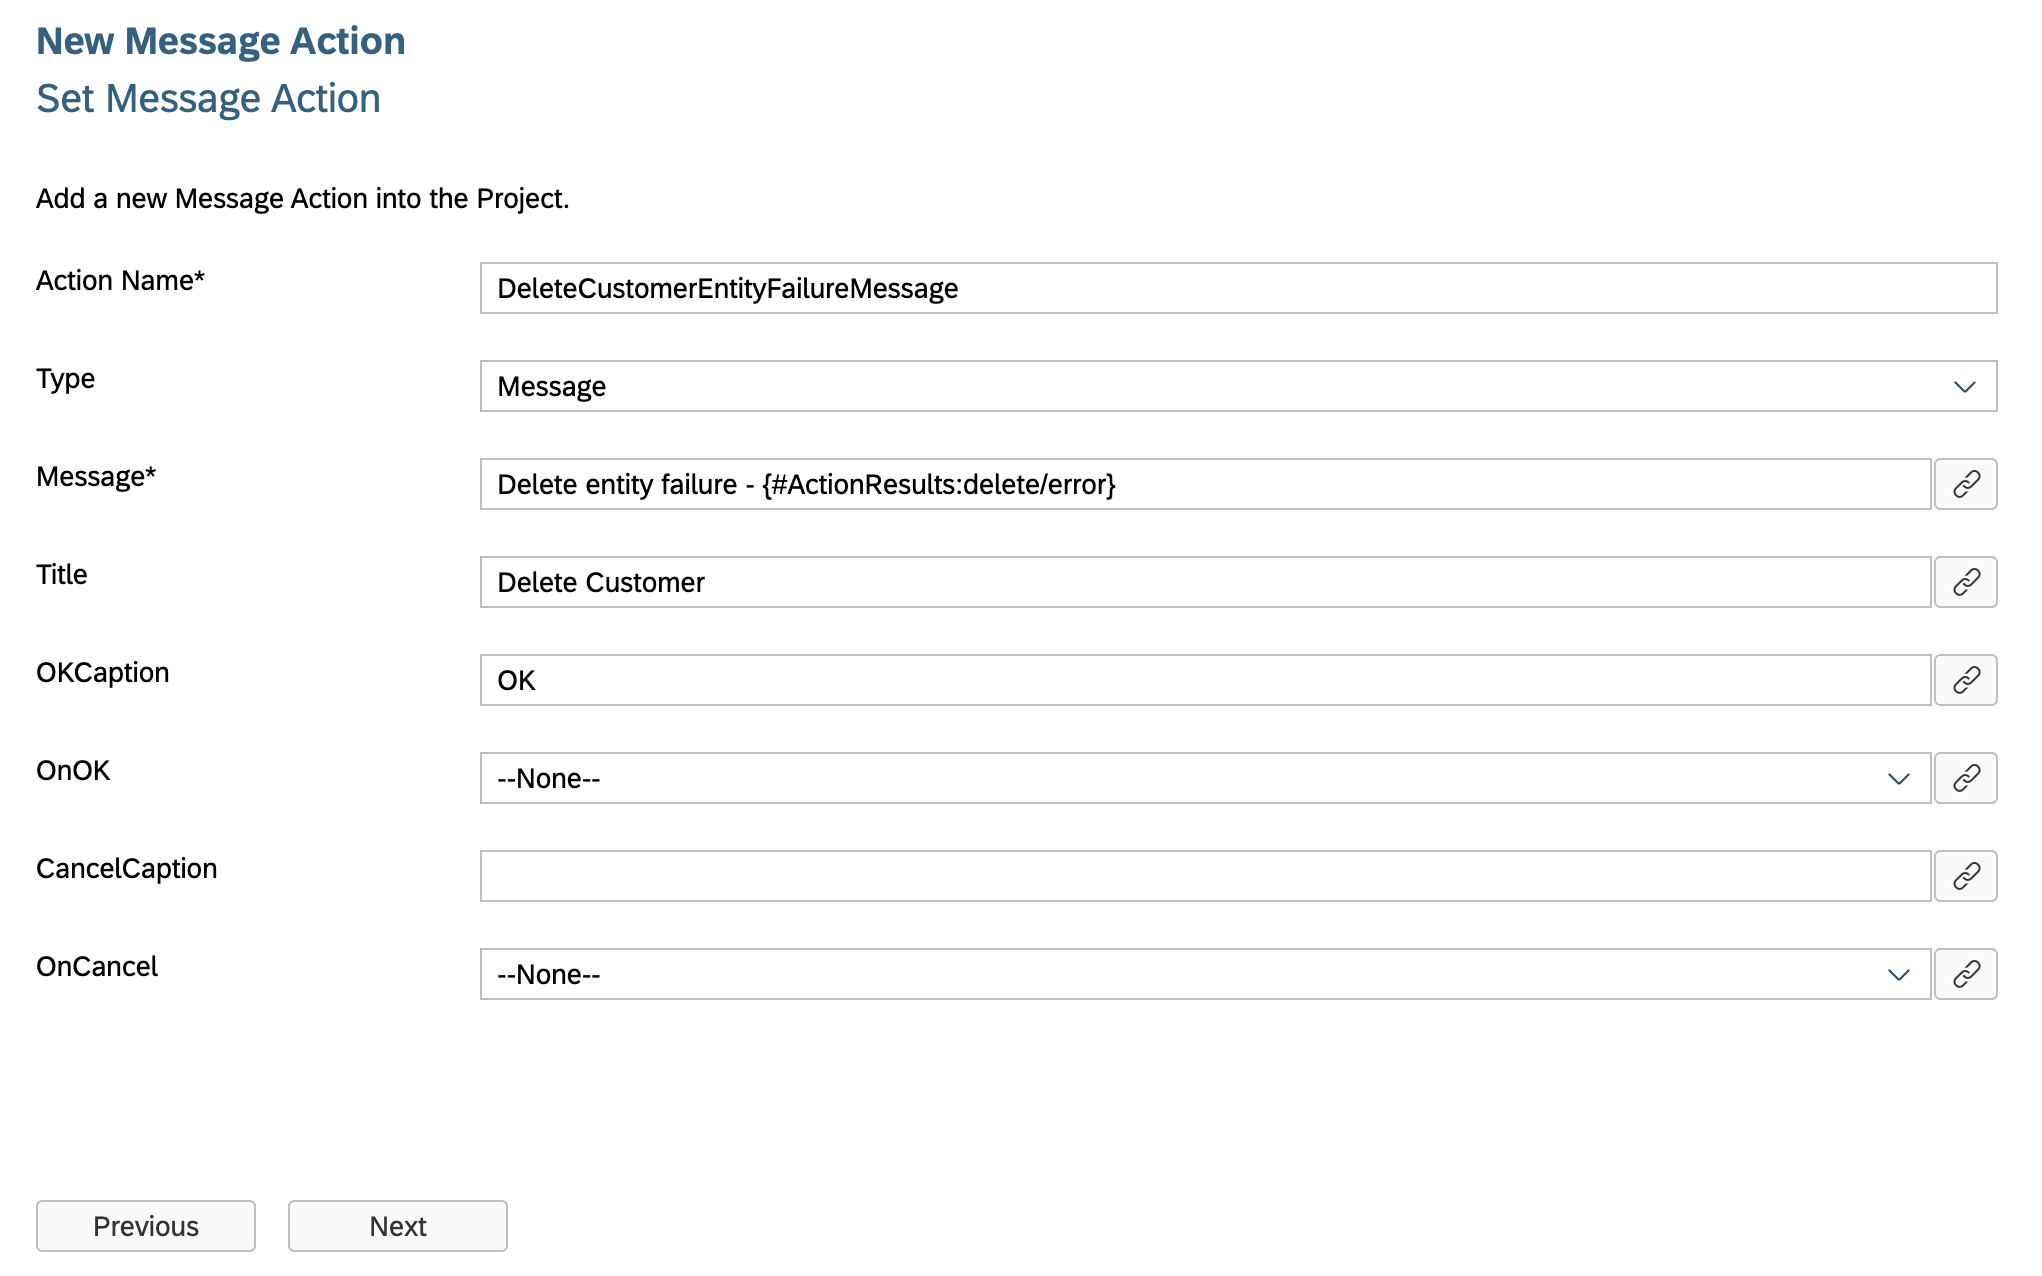 New Message Action
Set Message Action
Add a new Message Action into the Project.
Action Name*
DeleteCustomerEntityFailureMessage
Type
Message
Message*
Delete entity failure - {#ActionResults:delete/error}
Title
Delete Customer
OKCaption
OK
OnOK
--None--
CancelCaption
OnCancel
--None--
Previous
Next